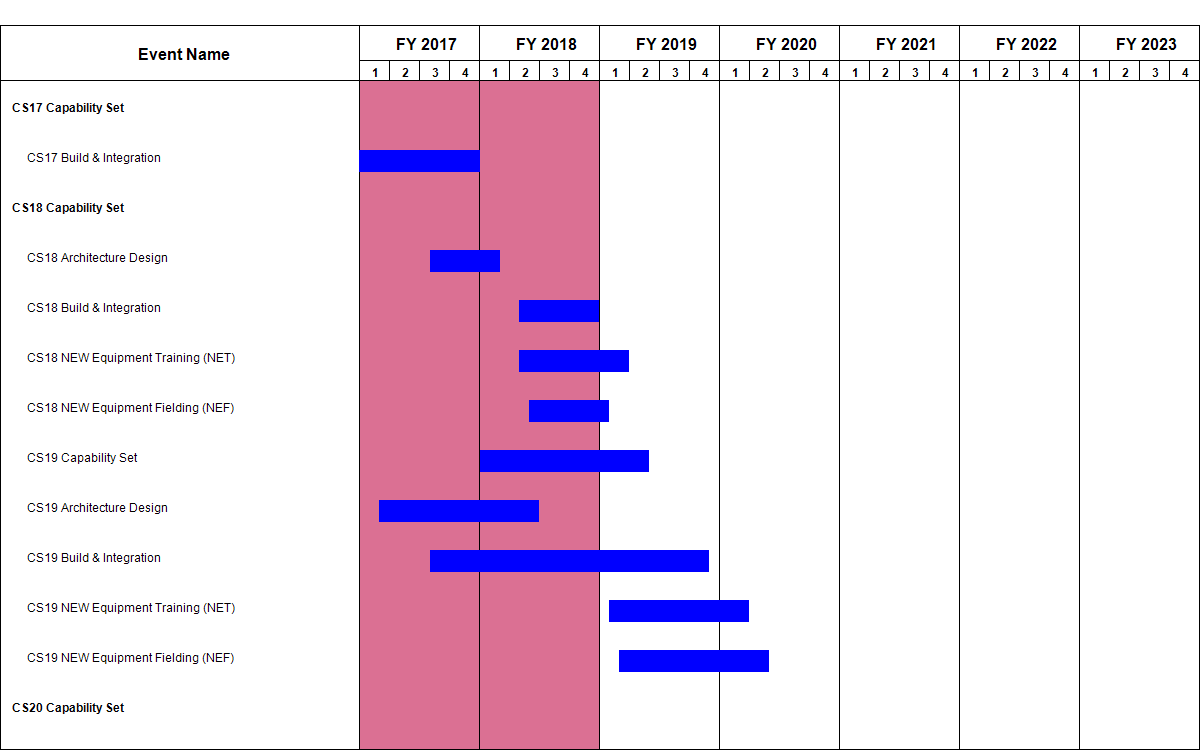 Event Name FY 2017 FY 2018 FY 2019 FY 2020 FY 2021 FY 2022 FY 2023
1 2 3 4 1 2 3 4 1 2 3 4 1 2 3 4 1 2 3 4 1 2 3 4 1 2 3 4
CS17 Capability Set
CS17 Build & Integration
CS18 Capability Set
CS18 Architecture Design
CS18 Build & Integration
CS18 NEW Equipment Training (NET)
CS18 NEW Equipment Fielding (NEF)
CS19 Capability Set
CS19 Architecture Design
CS19 Build & Integration
CS19 NEW Equipment Training (NET)
CS19 NEW Equipment Fielding (NEF)
CS20 Capability Set